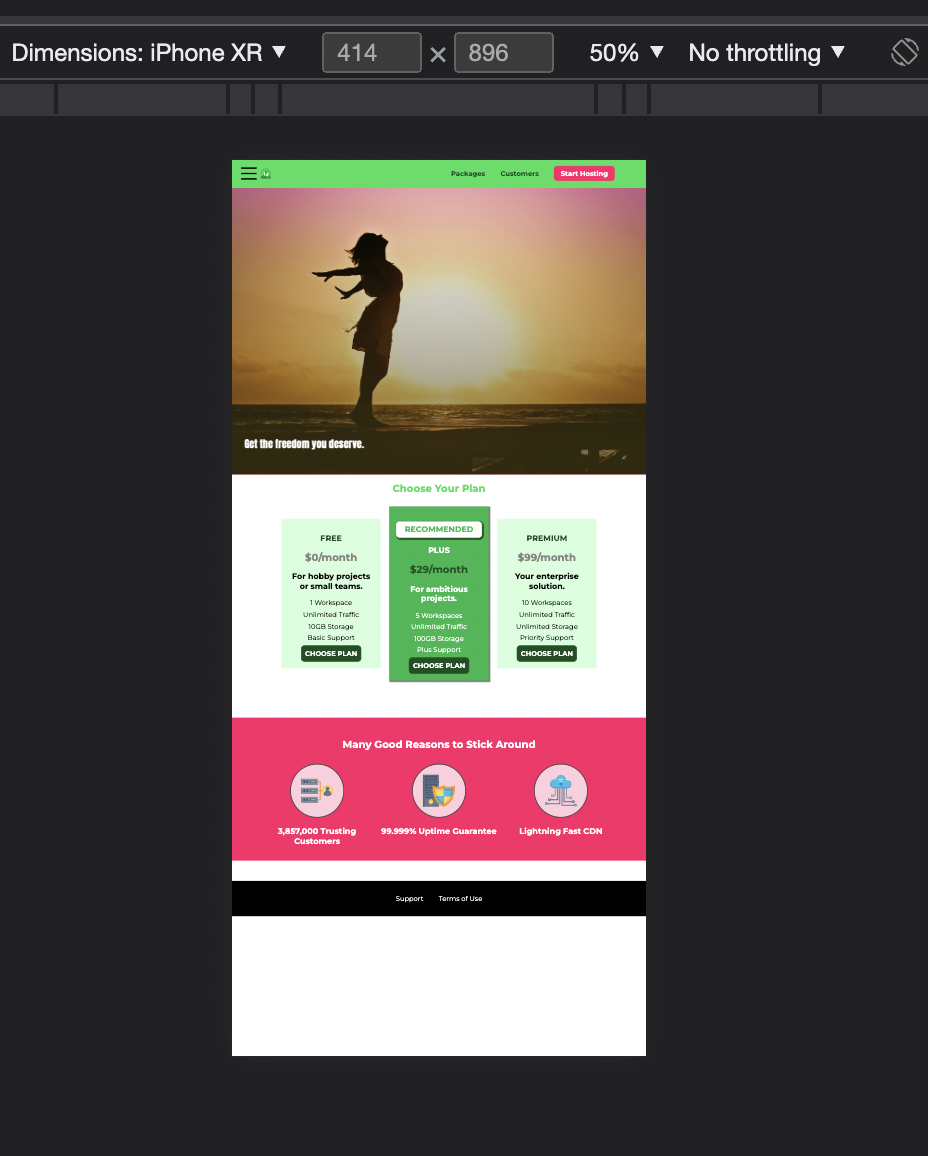 Dimensions: iPhone XR ▼ 414 × 896 50% ▼ No throttling ▼
Packages Customers Start Hosting
Get the freedom you deserve.
Choose Your Plan
FREE
$0/month
For hobby projects
or small teams.
1 Workspace
Unlimited Traffic
10GB Storage
Basic Support
CHOOSE PLAN
RECOMMENDED
PLUS
$29/month
For ambitious
projects.
5 Workspaces
Unlimited Traffic
100GB Storage
Plus Support
CHOOSE PLAN
PREMIUM
$99/month
Your enterprise
solution.
10 Workspaces
Unlimited Traffic
Unlimited Storage
Priority Support
CHOOSE PLAN
Many Good Reasons to Stick Around
3,857,000 Trusting
Customers
99.999% Uptime Guarantee
Lightning Fast CDN
Support Terms of Use